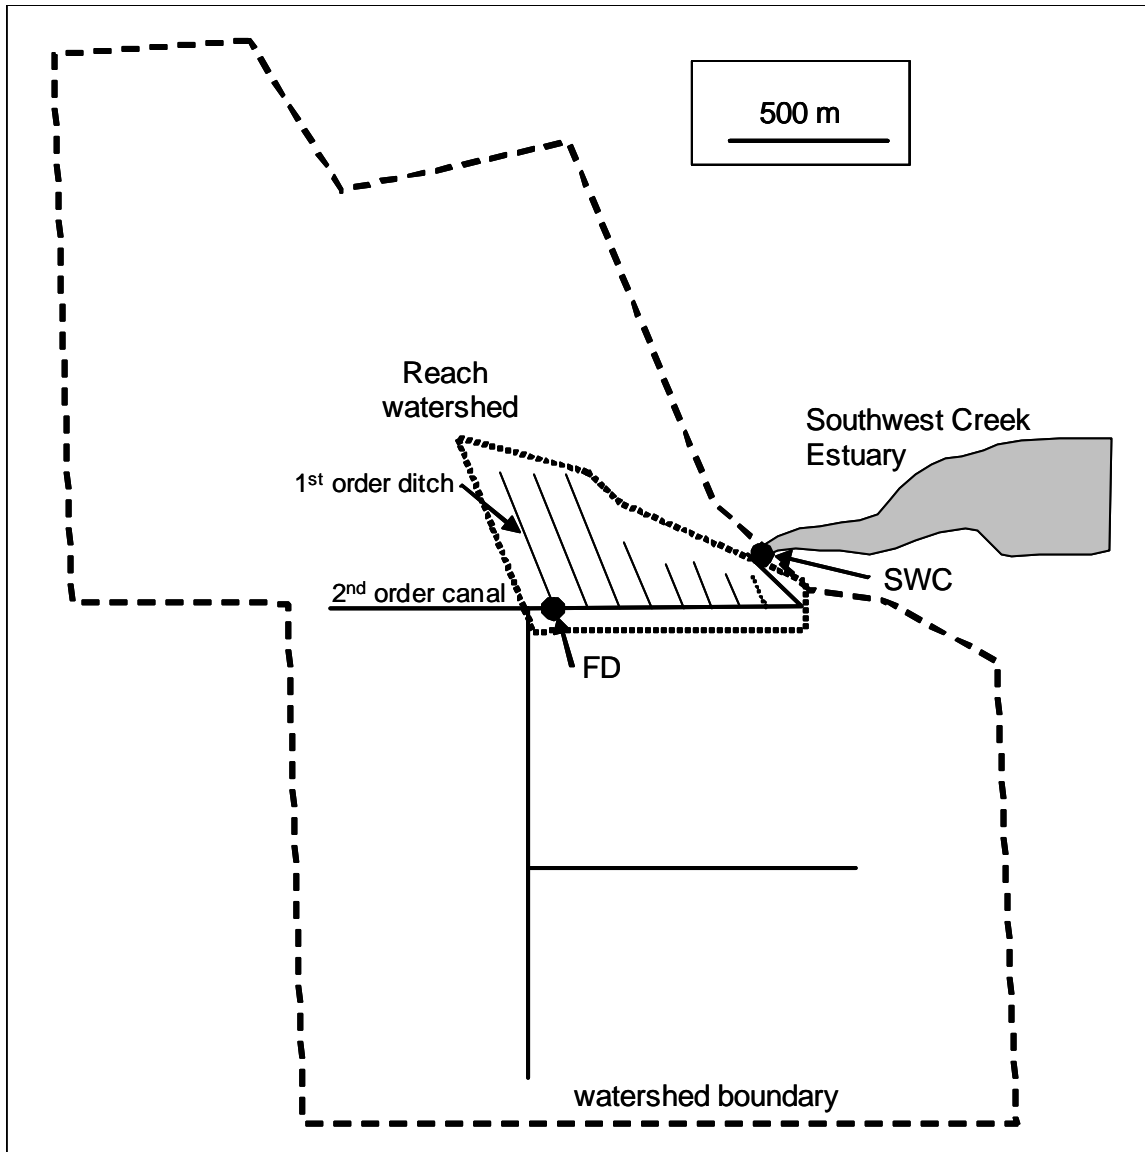 500 m
Reach
watershed
Southwest Creek
Estuary
1st order ditch
SWC
2nd order canal
FD
watershed boundary